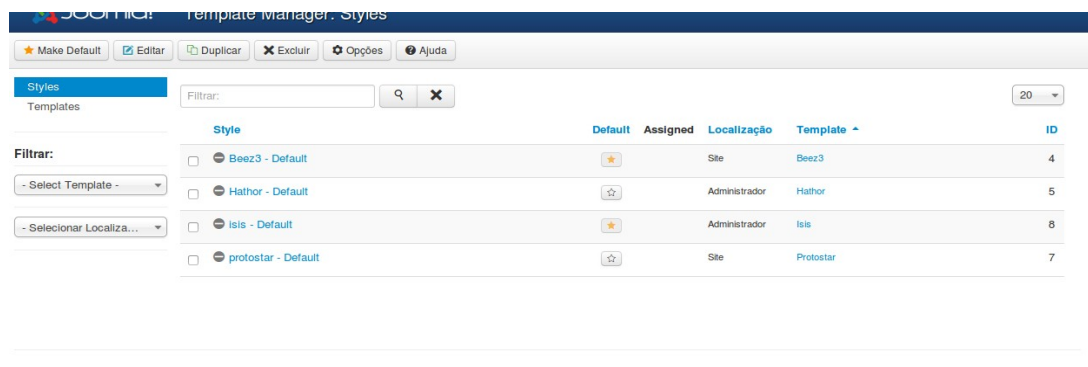 Joomla! Template Manager: Styles
Make Default Editar Duplicar Excluir Opções Ajuda
Styles
Templates
Filtrar:
20
Style Default Assigned Localização Template ID
Filtrar:
- Select Template -
- Selecionar Localiza...
Beez3 - Default Site Beez3 4
Hathor - Default Administrador Hathor 5
isis - Default Administrador Isis 8
protostar - Default Site Protostar 7